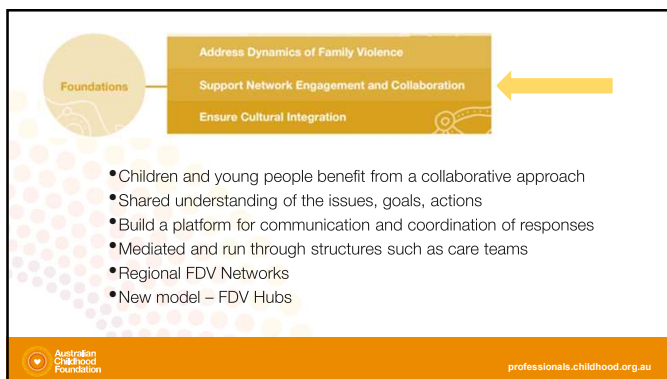 Address Dynamics of Family Violence
Foundations
Support Network Engagement and Collaboration
Ensure Cultural Integration
•Children and young people benefit from a collaborative approach
•Shared understanding of the issues, goals, actions
•Build a platform for communication and coordination of responses
•Mediated and run through structures such as care teams
•Regional FDV Networks
•New model – FDV Hubs
Australian
Childhood
Foundation
professionals.childhood.org.au